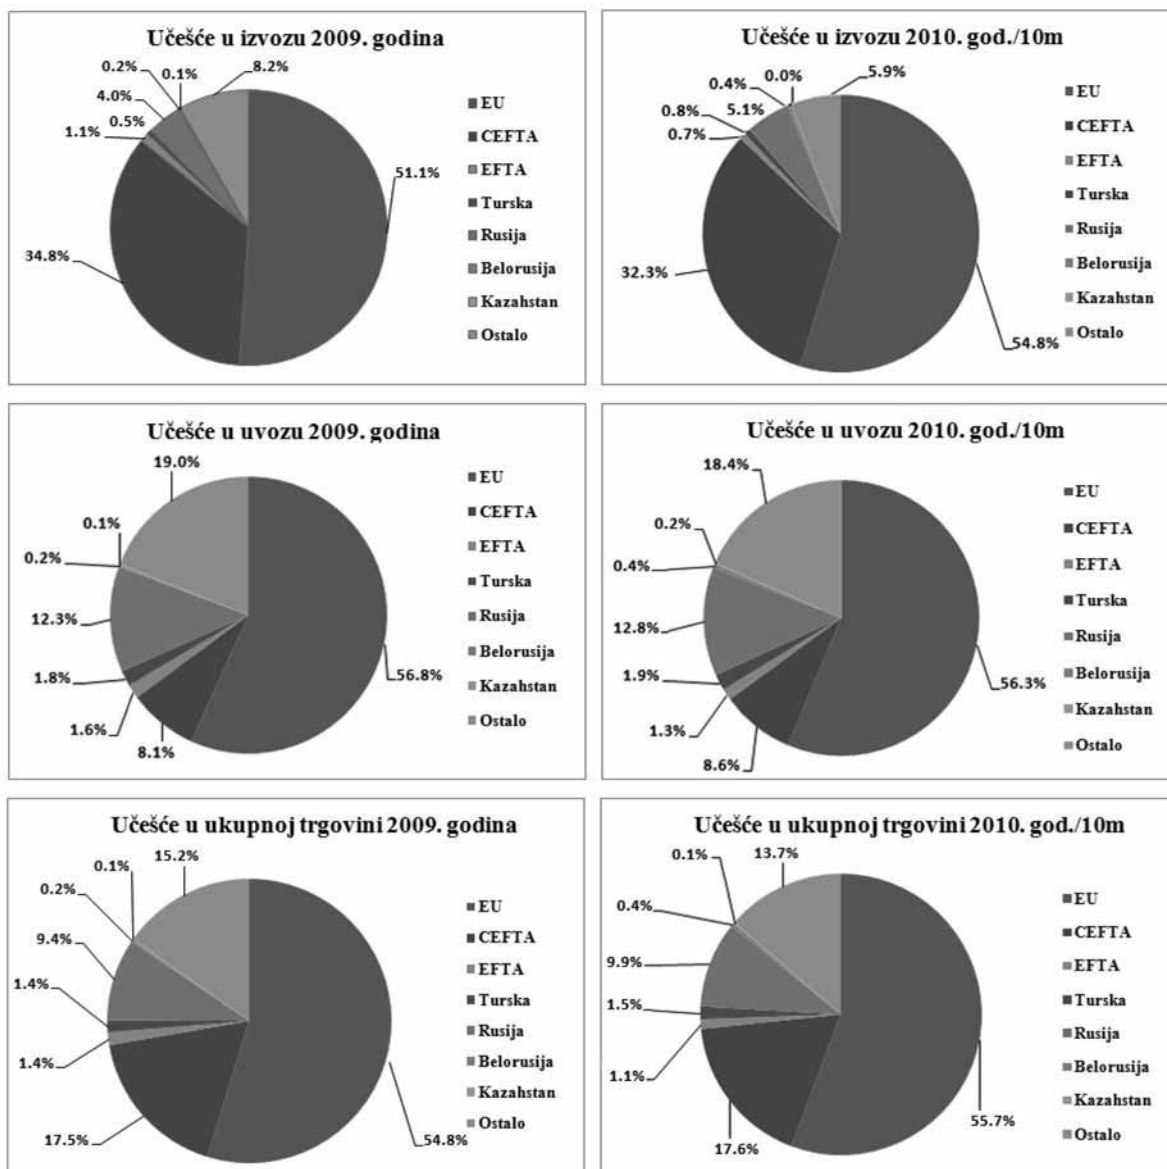 Učešće u izvozu 2009. godina
0.2%
0.1%
8.2%
4.0%
0.5%
1.1%
51.1%
34.8%
EU
CEFTA
EFTA
Turska
Rusija
Belorusija
Kazahstan
Ostalo
Učešće u izvozu 2010. god./10m
0.4%
0.0%
5.9%
0.8%
5.1%
0.7%
32.3%
54.8%
EU
CEFTA
EFTA
Turska
Rusija
Belorusija
Kazahstan
Ostalo
Učešće u uvozu 2009. godina
19.0%
0.1%
0.2%
12.3%
1.8%
1.6%
8.1%
56.8%
EU
CEFTA
EFTA
Turska
Rusija
Belorusija
Kazahstan
Ostalo
Učešće u uvozu 2010. god./10m
18.4%
0.2%
0.4%
12.8%
1.9%
1.3%
8.6%
56.3%
EU
CEFTA
EFTA
Turska
Rusija
Belorusija
Kazahstan
Ostalo
Učešće u ukupnoj trgovini 2009. godina
15.2%
0.1%
0.2%
9.4%
1.4%
1.4%
17.5%
54.8%
EU
CEFTA
EFTA
Turska
Rusija
Belorusija
Kazahstan
Ostalo
Učešće u ukupnoj trgovini 2010. god./10m
0.1%
13.7%
0.4%
9.9%
1.5%
1.1%
17.6%
55.7%
EU
CEFTA
EFTA
Turska
Rusija
Belorusija
Kazahstan
Ostalo